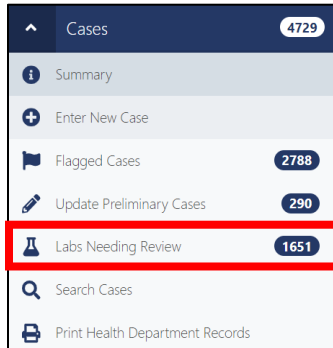 Cases 4729
Summary
Enter New Case
Flagged Cases 2788
Update Preliminary Cases 290
Labs Needing Review 1651
Search Cases
Print Health Department Records